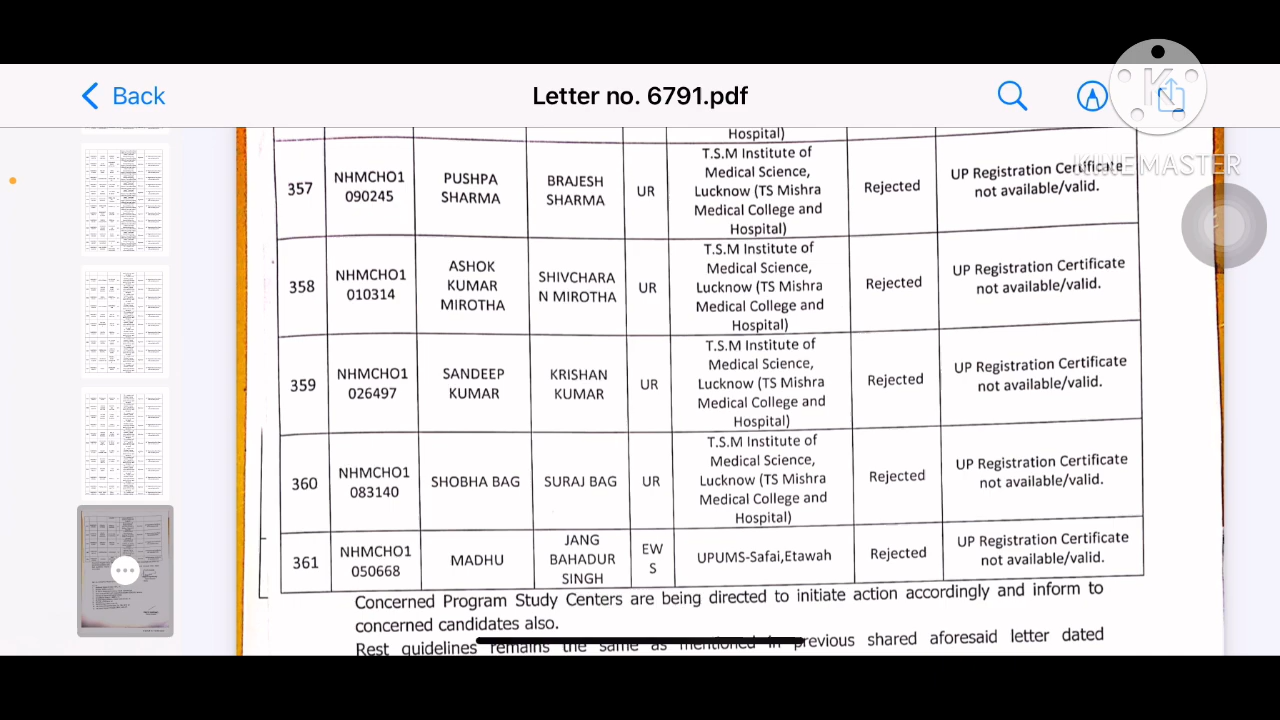 Back
Letter no. 6791.pdf
KINEMASTER
Hospital)
357
NHMCHO1
090245
PUSHPA
SHARMA
BRAJESH
SHARMA
UR
T.S.M Institute of
Medical Science,
Lucknow (TS Mishra
Medical College and
Hospital)
Rejected
UP Registration Certificate
not available/valid.
358
NHMCHO1
010314
ASHOK
KUMAR
MIROTHA
SHIVCHARA
N MIROTHA
UR
T.S.M Institute of
Medical Science,
Lucknow (TS Mishra
Medical College and
Hospital)
Rejected
UP Registration Certificate
not available/valid.
359
NHMCHO1
026497
SANDEEP
KUMAR
KRISHAN
KUMAR
UR
T.S.M Institute of
Medical Science,
Lucknow (TS Mishra
Medical College and
Hospital)
Rejected
UP Registration Certificate
not available/valid.
360
NHMCHO1
083140
SHOBHA BAG
SURAJ BAG
UR
T.S.M Institute of
Medical Science,
Lucknow (TS Mishra
Medical College and
Hospital)
Rejected
UP Registration Certificate
not available/valid.
361
NHMCHO1
050668
MADHU
JANG
BAHADUR
SINGH
EW
S
UPUMS-Safai,Etawah
Rejected
UP Registration Certificate
not available/valid.
Concerned Program Study Centers are being directed to initiate action accordingly and inform to
concerned candidates also.
Rest guidelines remains the same as mentioned in previous shared aforesaid letter dated